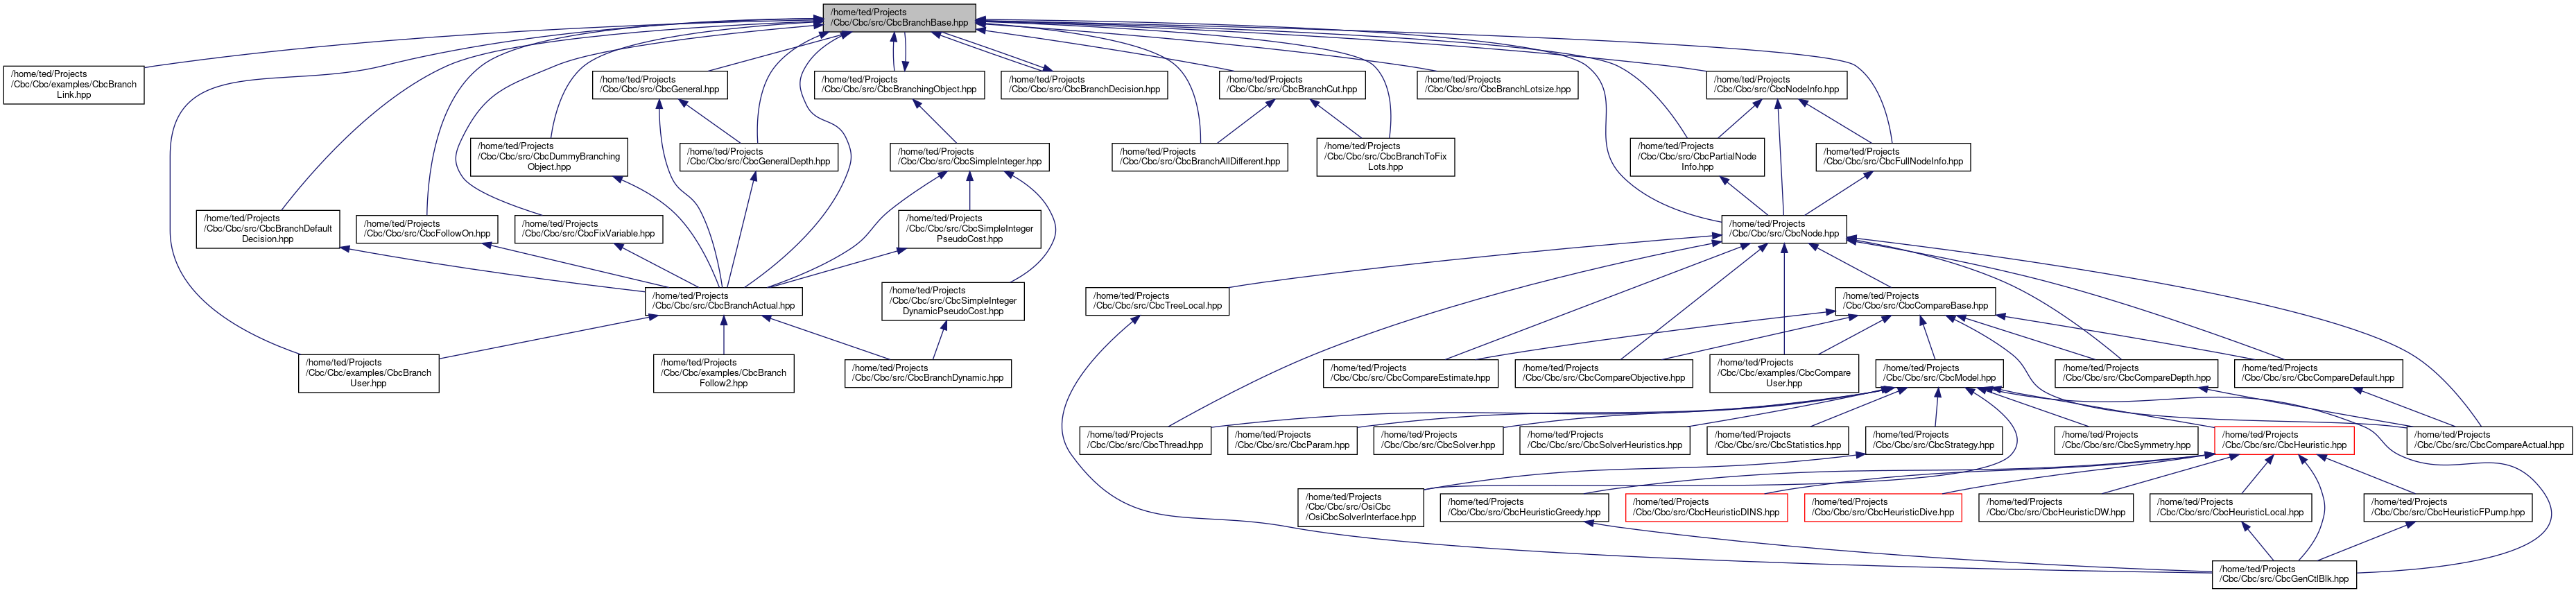 /home/ted/Projects
/Cbc/Cbc/src/CbcBranchBase.hpp
/home/ted/Projects
/Cbc/Cbc/examples/CbcBranch
Link.hpp
/home/ted/Projects
/Cbc/Cbc/src/CbcGeneral.hpp
/home/ted/Projects
/Cbc/Cbc/src/CbcBranchingObject.hpp
/home/ted/Projects
/Cbc/Cbc/src/CbcBranchDecision.hpp
/home/ted/Projects
/Cbc/Cbc/src/CbcBranchCut.hpp
/home/ted/Projects
/Cbc/Cbc/src/CbcBranchLotsize.hpp
/home/ted/Projects
/Cbc/Cbc/src/CbcNodeInfo.hpp
/home/ted/Projects
/Cbc/Cbc/src/CbcDummyBranching
Object.hpp
/home/ted/Projects
/Cbc/Cbc/src/CbcGeneralDepth.hpp
/home/ted/Projects
/Cbc/Cbc/src/CbcSimpleInteger.hpp
/home/ted/Projects
/Cbc/Cbc/src/CbcBranchAllDifferent.hpp
/home/ted/Projects
/Cbc/Cbc/src/CbcBranchToFix
Lots.hpp
/home/ted/Projects
/Cbc/Cbc/src/CbcPartialNode
Info.hpp
/home/ted/Projects
/Cbc/Cbc/src/CbcFullNodeInfo.hpp
/home/ted/Projects
/Cbc/Cbc/src/CbcBranchDefault
Decision.hpp
/home/ted/Projects
/Cbc/Cbc/src/CbcFollowOn.hpp
/home/ted/Projects
/Cbc/Cbc/src/CbcFixVariable.hpp
/home/ted/Projects
/Cbc/Cbc/src/CbcSimpleInteger
PseudoCost.hpp
/home/ted/Projects
/Cbc/Cbc/src/CbcNode.hpp
/home/ted/Projects
/Cbc/Cbc/src/CbcBranchActual.hpp
/home/ted/Projects
/Cbc/Cbc/src/CbcSimpleInteger
DynamicPseudoCost.hpp
/home/ted/Projects
/Cbc/Cbc/src/CbcTreeLocal.hpp
/home/ted/Projects
/Cbc/Cbc/src/CbcCompareBase.hpp
/home/ted/Projects
/Cbc/Cbc/examples/CbcBranch
User.hpp
/home/ted/Projects
/Cbc/Cbc/examples/CbcBranch
Follow2.hpp
/home/ted/Projects
/Cbc/Cbc/src/CbcBranchDynamic.hpp
/home/ted/Projects
/Cbc/Cbc/src/CbcCompareEstimate.hpp
/home/ted/Projects
/Cbc/Cbc/src/CbcCompareObjective.hpp
/home/ted/Projects
/Cbc/Cbc/examples/CbcCompare
User.hpp
/home/ted/Projects
/Cbc/Cbc/src/CbcModel.hpp
/home/ted/Projects
/Cbc/Cbc/src/CbcCompareDepth.hpp
/home/ted/Projects
/Cbc/Cbc/src/CbcCompareDefault.hpp
/home/ted/Projects
/Cbc/Cbc/src/CbcThread.hpp
/home/ted/Projects
/Cbc/Cbc/src/CbcParam.hpp
/home/ted/Projects
/Cbc/Cbc/src/CbcSolver.hpp
/home/ted/Projects
/Cbc/Cbc/src/CbcSolverHeuristics.hpp
/home/ted/Projects
/Cbc/Cbc/src/CbcStatistics.hpp
/home/ted/Projects
/Cbc/Cbc/src/CbcStrategy.hpp
/home/ted/Projects
/Cbc/Cbc/src/CbcSymmetry.hpp
/home/ted/Projects
/Cbc/Cbc/src/CbcHeuristic.hpp
/home/ted/Projects
/Cbc/Cbc/src/CbcCompareActual.hpp
/home/ted/Projects
/Cbc/Cbc/src/OsiCbc
/OsiCbcSolverInterface.hpp
/home/ted/Projects
/Cbc/Cbc/src/CbcHeuristicGreedy.hpp
/home/ted/Projects
/Cbc/Cbc/src/CbcHeuristicDINS.hpp
/home/ted/Projects
/Cbc/Cbc/src/CbcHeuristicDive.hpp
/home/ted/Projects
/Cbc/Cbc/src/CbcHeuristicDW.hpp
/home/ted/Projects
/Cbc/Cbc/src/CbcHeuristicLocal.hpp
/home/ted/Projects
/Cbc/Cbc/src/CbcHeuristicFPump.hpp
/home/ted/Projects
/Cbc/Cbc/src/CbcGenCtlBlk.hpp